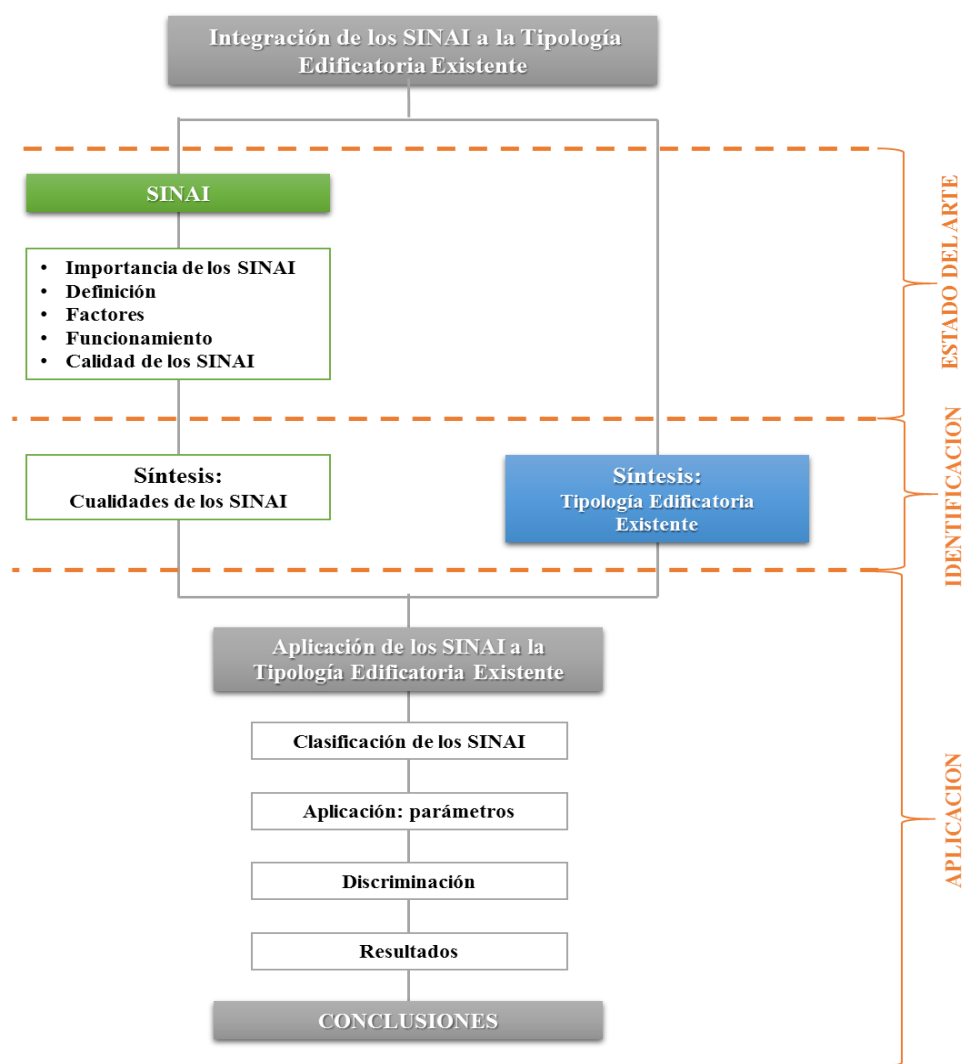 Integración de los SINAI a la Tipología
Edificatoria Existente
SINAI
• Importancia de los SINAI
• Definición
• Factores
• Funcionamiento
• Calidad de los SINAI
ESTADO DEL ARTE
Síntesis:
Cualidades de los SINAI
Síntesis:
Tipología Edificatoria
Existente
IDENTIFICACION
Aplicación de los SINAI a la
Tipología Edificatoria Existente
Clasificación de los SINAI
Aplicación: parámetros
Discriminación
Resultados
CONCLUSIONES
APLICACION